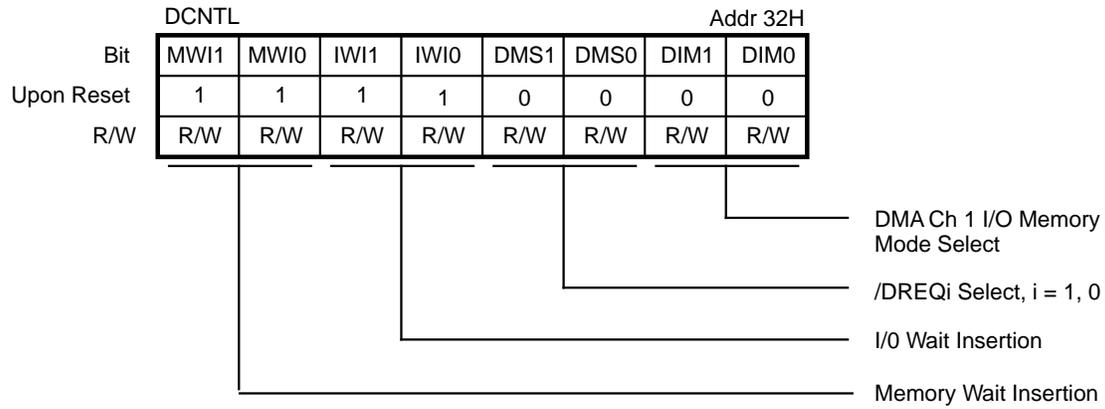 DCNTL Addr 32H
Bit MWI1 MWI0 IWI1 IWI0 DMS1 DMS0 DIM1 DIM0
Upon Reset 1 1 1 1 0 0 0 0
R/W R/W R/W R/W R/W R/W R/W R/W R/W
DMA Ch 1 I/O Memory
Mode Select
/DREQi Select, i = 1, 0
I/0 Wait Insertion
Memory Wait Insertion